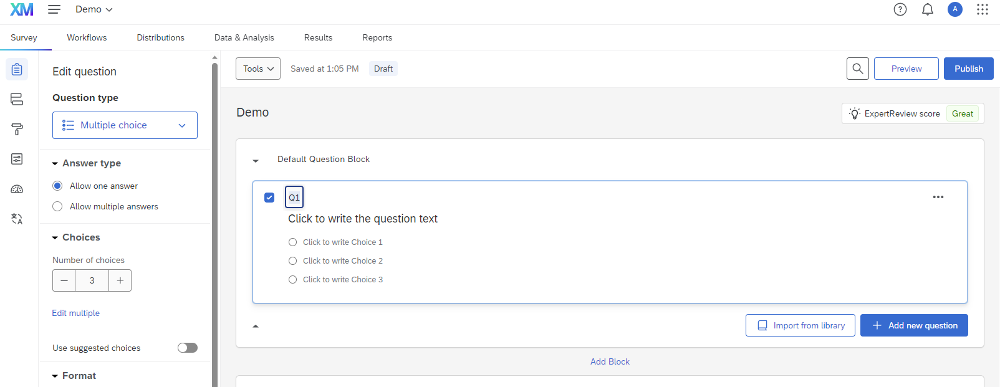 XM
Demo
A
Survey
Workflows
Distributions
Data & Analysis
Results
Reports
Edit question
Question type
Multiple choice
Answer type
Allow one answer
Allow multiple answers
Choices
Number of choices
3
Edit multiple
Use suggested choices
Format
Tools
Saved at 1:05 PM
Draft
Preview
Publish
Demo
ExpertReview score
Great
Default Question Block
Q1
Click to write the question text
Click to write Choice 1
Click to write Choice 2
Click to write Choice 3
Import from library
Add new question
Add Block